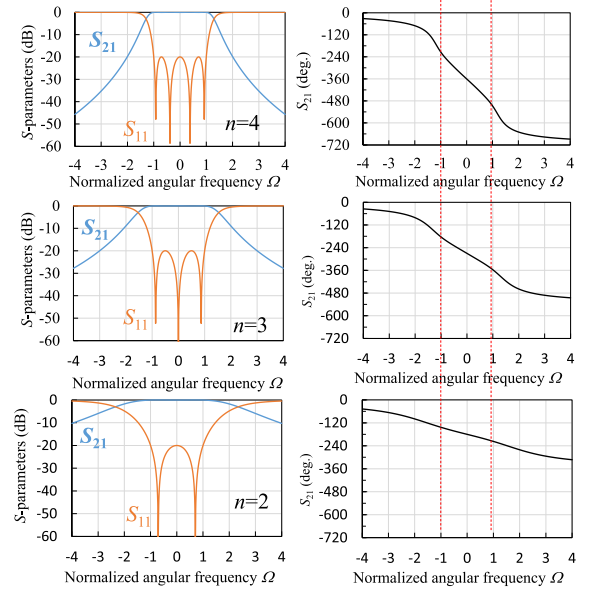 0
-10
-20
-30
-40
-50
-60
S-parameters (dB)
S21
S11
n=4
-4 -3 -2 -1 0 1 2 3 4
Normalized angular frequency Ω
0
-120
-240
-360
-480
-600
-720
S21 (deg.)
-4 -3 -2 -1 0 1 2 3 4
Normalized angular frequency Ω
0
-10
-20
-30
-40
-50
-60
S-parameters (dB)
S21
S11
n=3
-4 -3 -2 -1 0 1 2 3 4
Normalized angular frequency Ω
0
-120
-240
-360
-480
-600
-720
S21 (deg.)
-4 -3 -2 -1 0 1 2 3 4
Normalized angular frequency Ω
0
-10
-20
-30
-40
-50
-60
S-parameters (dB)
S21
S11
n=2
-4 -3 -2 -1 0 1 2 3 4
Normalized angular frequency Ω
0
-120
-240
-360
-480
-600
-720
S21 (deg.)
-4 -3 -2 -1 0 1 2 3 4
Normalized angular frequency Ω